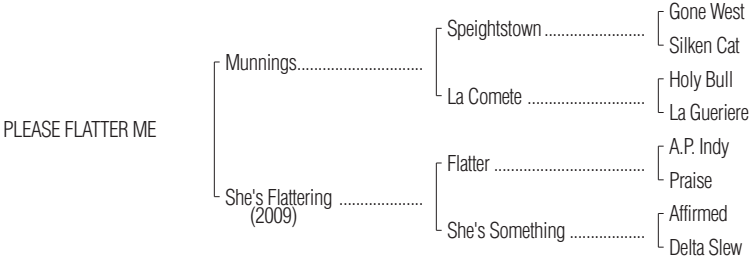 Gone West
Speightstown ........................
Silken Cat
Munnings..............................
Holy Bull
La Comete ............................
La Gueriere
PLEASE FLATTER ME
A.P. Indy
Flatter ....................................
Praise
She's Flattering ....................
(2009)
Affirmed
She's Something ..................
Delta Slew